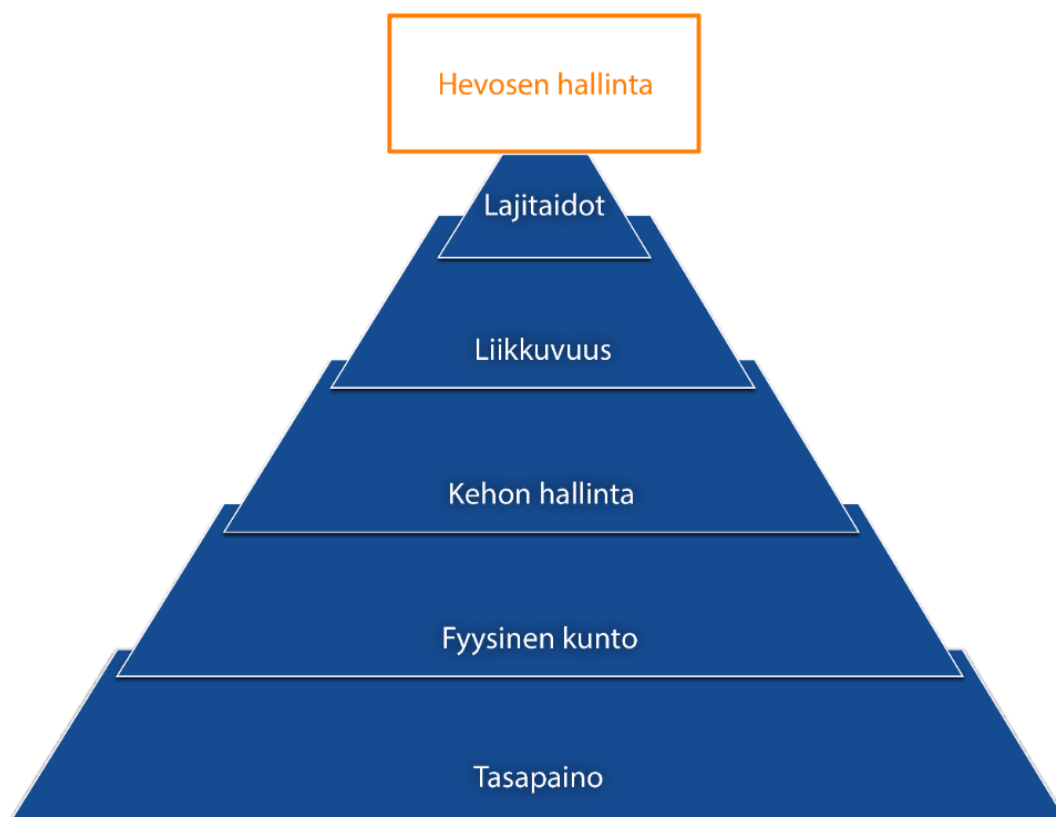 Hevosen hallinta
Lajitaidot
Liikkuvuus
Kehon hallinta
Fyysinen kunto
Tasapaino